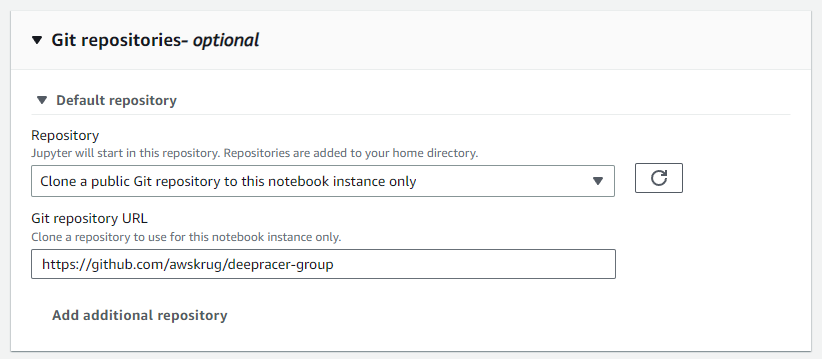 Git repositories- optional
Default repository
Repository
Jupyter will start in this repository. Repositories are added to your home directory.
Clone a public Git repository to this notebook instance only
Git repository URL
Clone a repository to use for this notebook instance only.
https://github.com/awskrug/deepracer-group
Add additional repository